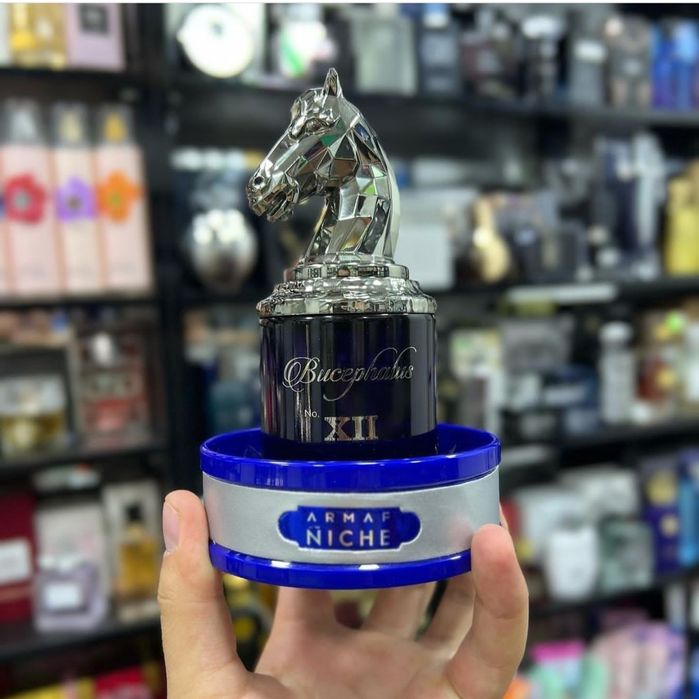 Bucephalus
No. XII
ARMAF
NICHE